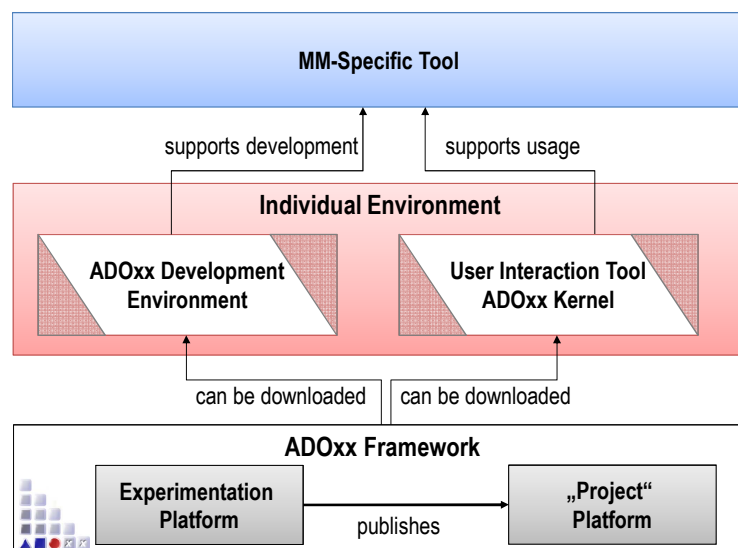 MM-Specific Tool
supports development
supports usage
Individual Environment
ADOxx Development
Environment
User Interaction Tool
ADOxx Kernel
can be downloaded
can be downloaded
ADOxx Framework
Experimentation
Platform
publishes
„Project“
Platform